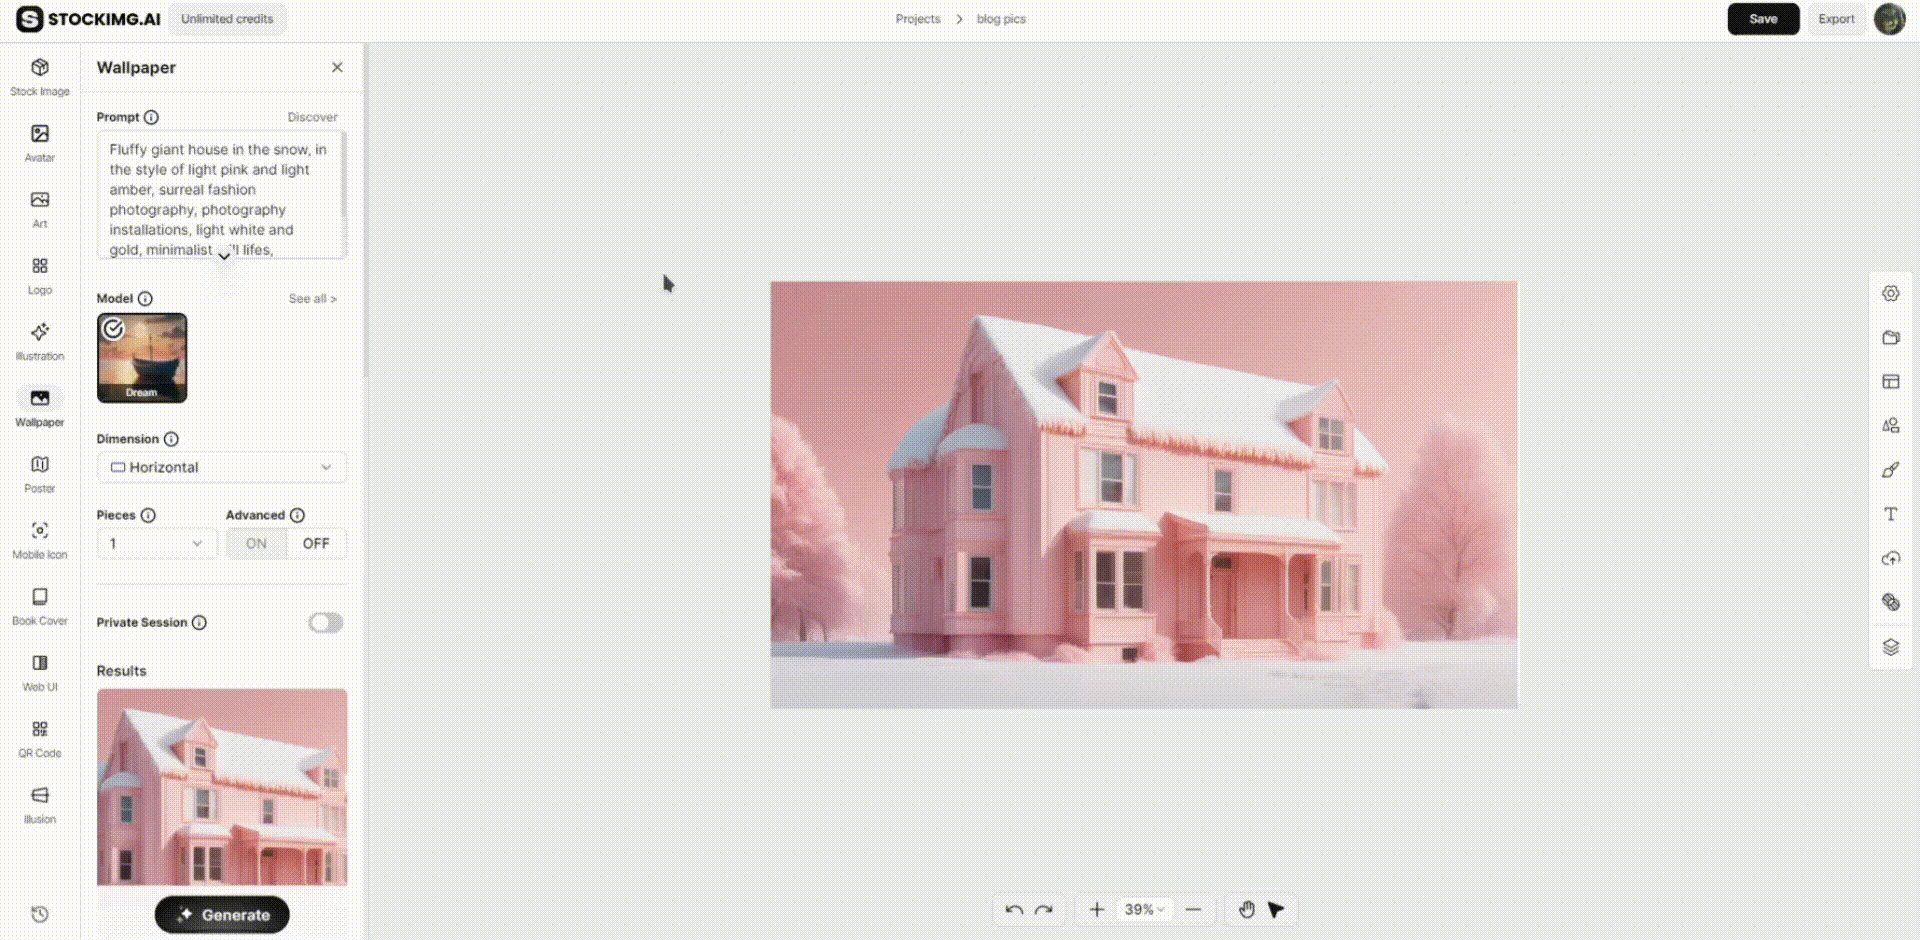 STOCKIMG.AI
Unlimited credits
Projects > blog pics
Save
Export
Stock Image
Avatar
Art
Logo
Illustration
Wallpaper
Poster
Mobile Icon
Book Cover
Web UI
QR Code
Illusion
Wallpaper
Prompt
Discover
Fluffy giant house in the snow, in
the style of light pink and light
amber, surreal fashion
photography, photography
installations, light white and
gold, minimalist lifes,
Model
See all >
Dream
Dimension
Horizontal
Pieces
Advanced
1
ON
OFF
Private Session
Results
Generate
39%